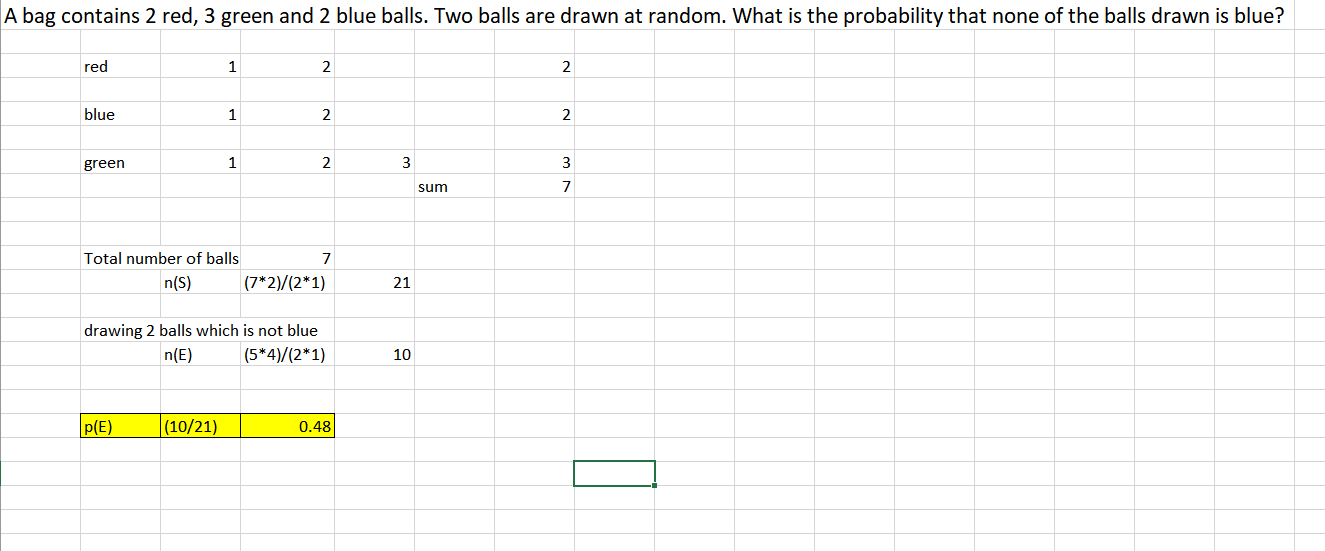 A bag contains 2 red, 3 green and 2 blue balls. Two balls are drawn at random. What is the probability that none of the balls drawn is blue?
red 1 2 2
blue 1 2 2
green 1 2 3 3
sum 7
Total number of balls 7
n(S) (7*2)/(2*1) 21
drawing 2 balls which is not blue
n(E) (5*4)/(2*1) 10
p(E) (10/21) 0.48